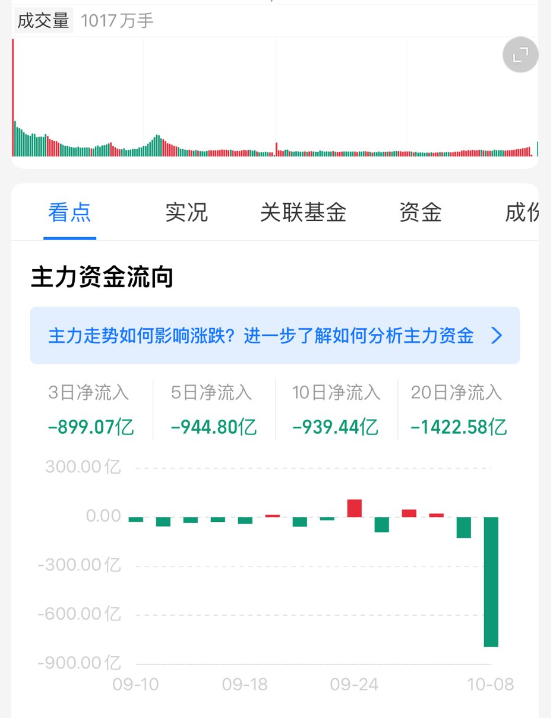 成交量 1017万手
看点 实况 关联基金 资金 成份
主力资金流向
主力走势如何影响涨跌？进一步了解如何分析主力资金
3日净流入 5日净流入 10日净流入 20日净流入
-899.07亿 -944.80亿 -939.44亿 -1422.58亿
300.00亿
0.00
-300.00亿
-600.00亿
-900.00亿
09-10 09-18 09-24 10-08